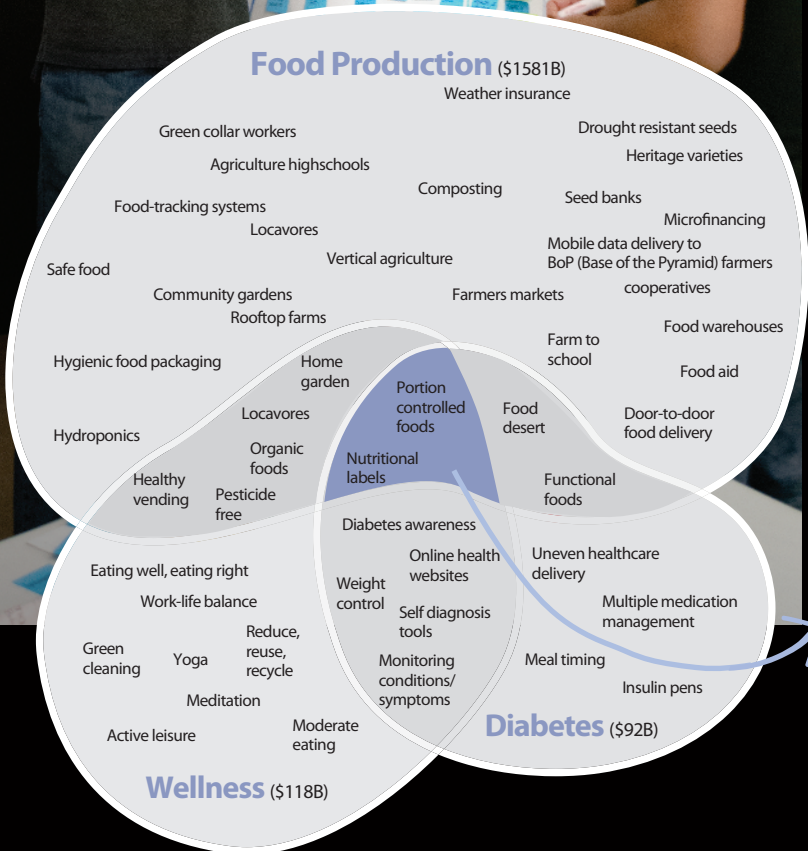 Food Production ($1581B)
Weather insurance
Green collar workers
Drought resistant seeds
Agriculture highschools
Heritage varieties
Composting
Seed banks
Food-tracking systems
Microfinancing
Locavores
Mobile data delivery to
BoP (Base of the Pyramid) farmers
Vertical agriculture
Safe food
cooperatives
Community gardens
Farmers markets
Rooftop farms
Food warehouses
Farm to
school
Hygienic food packaging
Home
garden
Food aid
Portion
controlled
foods
Food
desert
Door-to-door
food delivery
Locavores
Hydroponics
Organic
foods
Nutritional
labels
Healthy
vending
Functional
foods
Pesticide
free
Diabetes awareness
Online health
websites
Uneven healthcare
delivery
Eating well, eating right
Weight
control
Work-life balance
Multiple medication
management
Self diagnosis
tools
Reduce,
reuse,
recycle
Green
cleaning
Yoga
Monitoring
conditions/
symptoms
Meal timing
Insulin pens
Meditation
Moderate
eating
Active leisure
Diabetes ($92B)
Wellness ($118B)